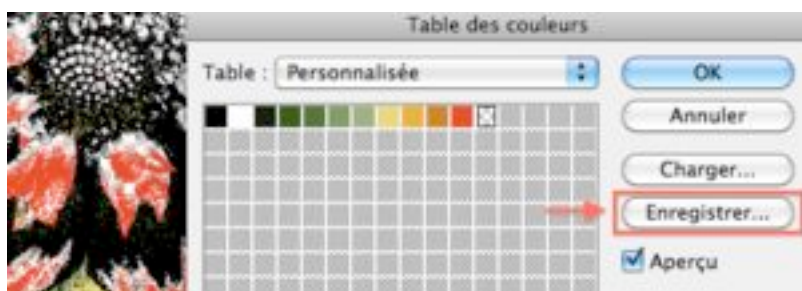 Table des couleurs
Table : Personnalisée
OK
Annuler
Charger...
Enregistrer...
Aperçu